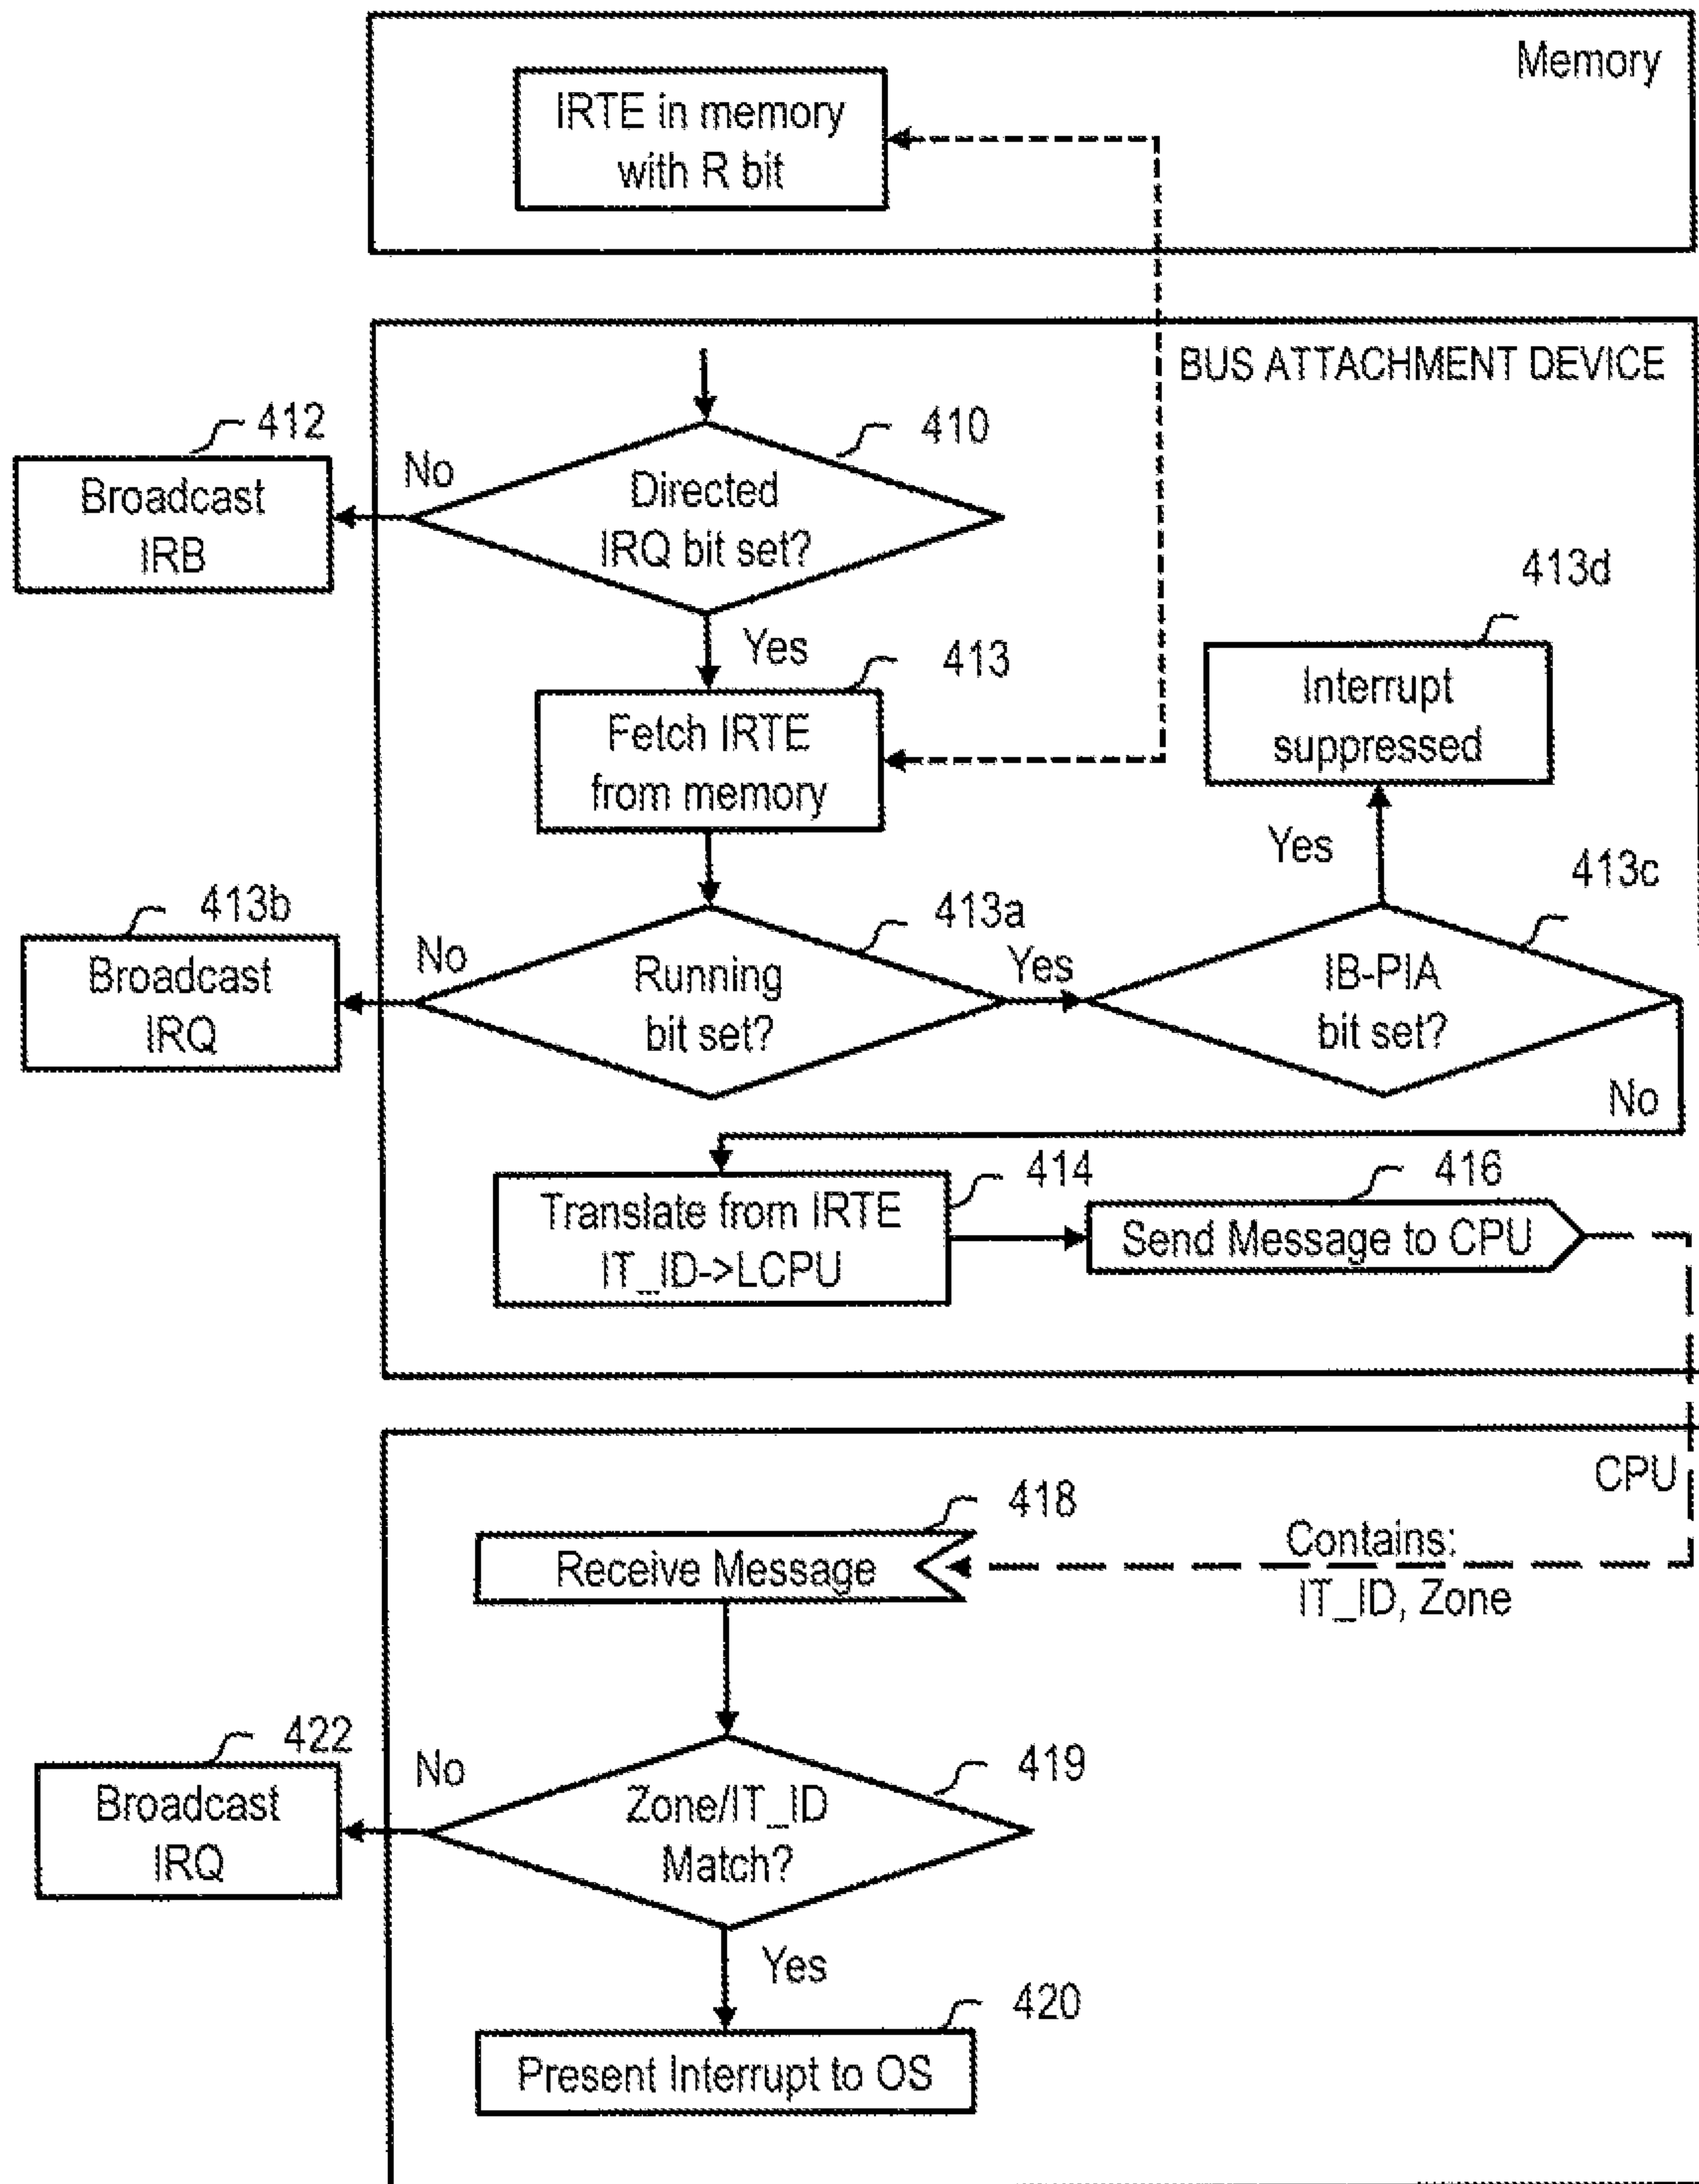 Memory
IRTE in memory
with R bit
BUS ATTACHMENT DEVICE
412
410
No
Broadcast
IRB
Directed
IRQ bit set?
413d
Yes
413
Interrupt
suppressed
Fetch IRTE
from memory
Yes
413c
413b
413a
No
Yes
Broadcast
IRQ
Running
bit set?
IB-PIA
bit set?
No
414
416
Translate from IRTE
IT_ID->LCPU
Send Message to CPU
CPU
418
Contains:
Receive Message
IT_ID, Zone
422
No
419
Broadcast
IRQ
Zone/IT_ID
Match?
Yes
420
Present Interrupt to OS